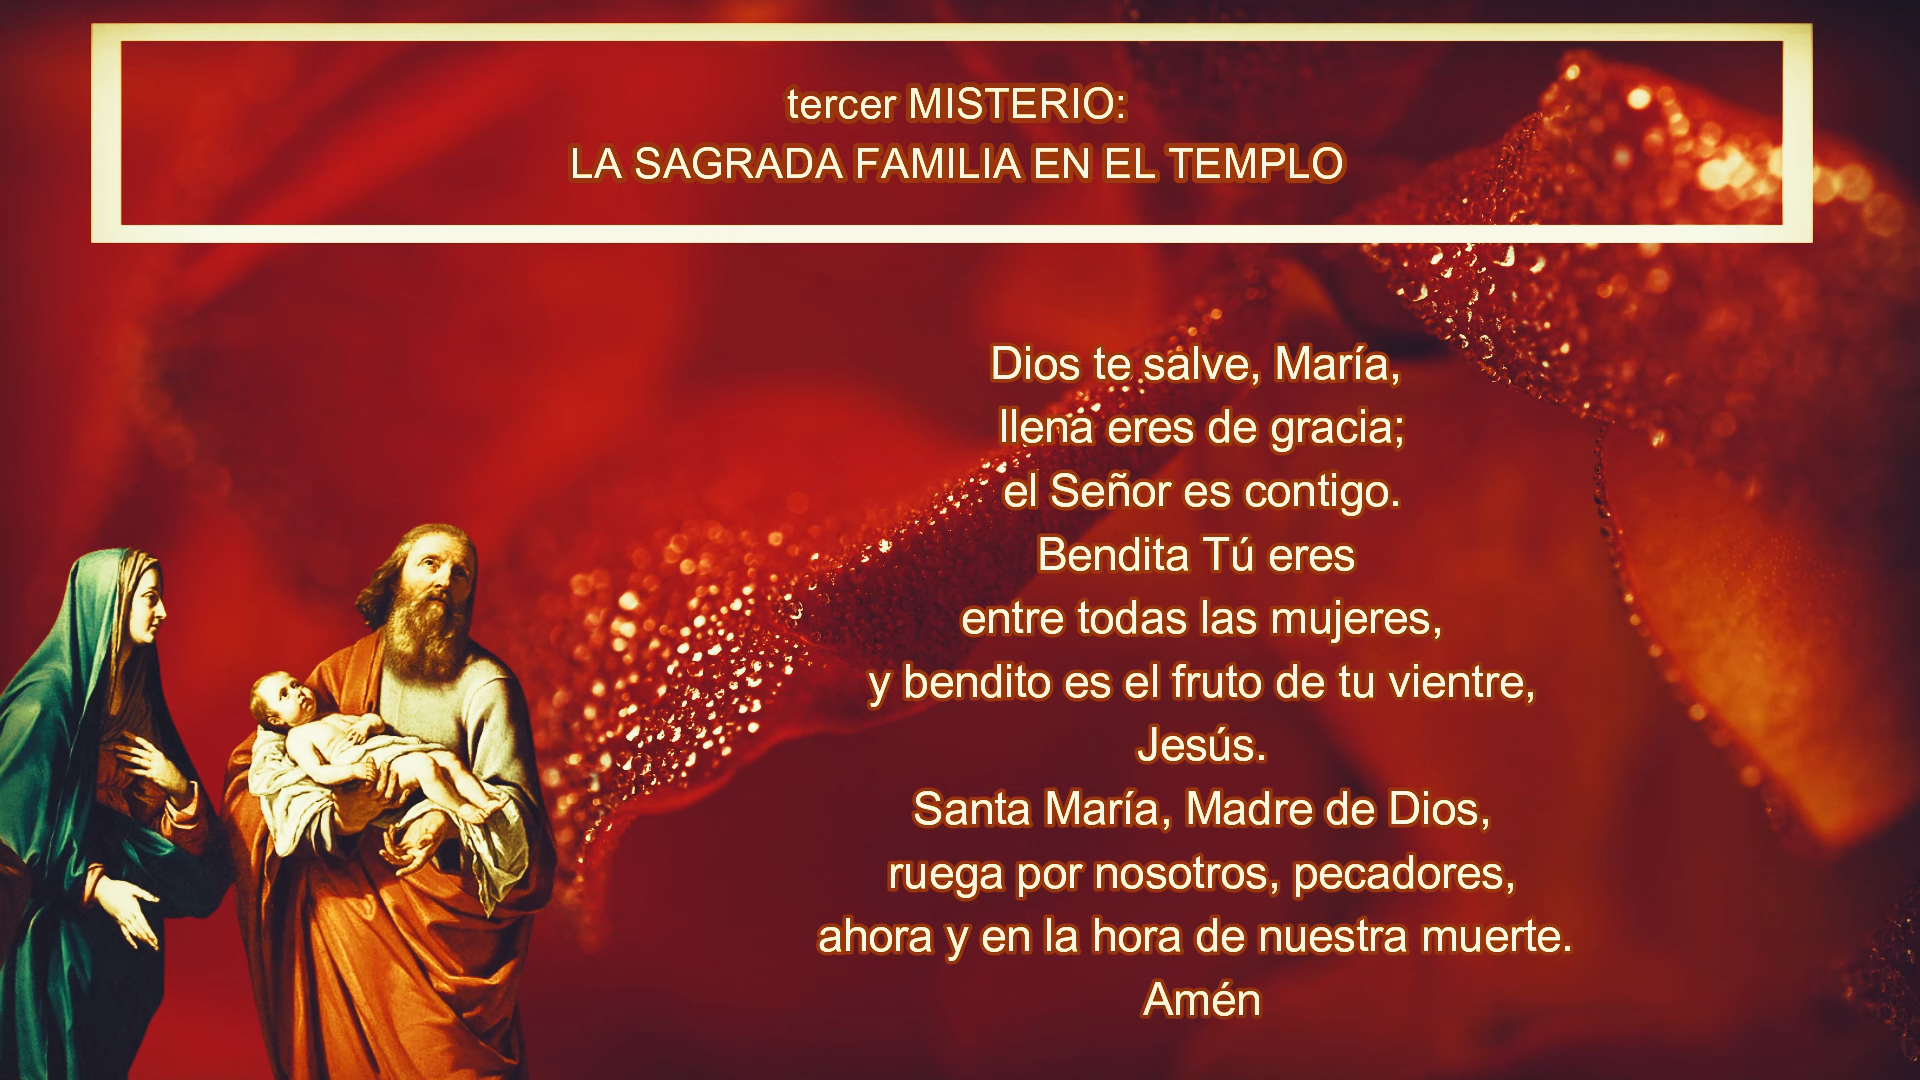 tercer MISTERIO:
LA SAGRADA FAMILIA EN EL TEMPLO
Dios te salve, María,
llena eres de gracia;
el Señor es contigo.
Bendita Tú eres
entre todas las mujeres,
y bendito es el fruto de tu vientre,
Jesús.
Santa María, Madre de Dios,
ruega por nosotros, pecadores,
ahora y en la hora de nuestra muerte.
Amén